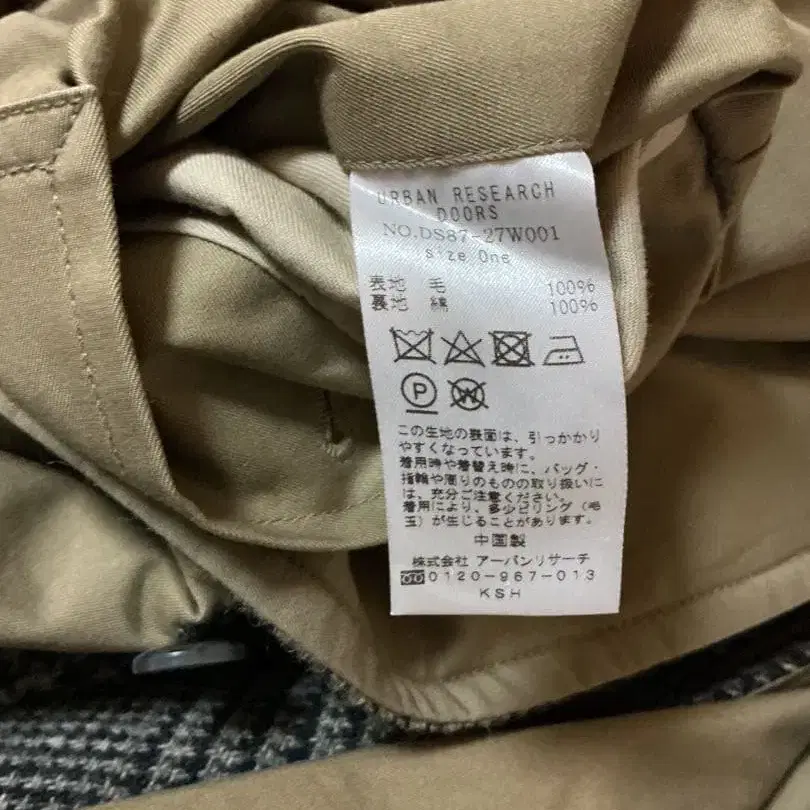 URBAN RESEARCH
DOORS
NO.DS87-27W001
Size One
表地 毛 100%
裏地 綿 100%
P W
この生地の表面は、引っかかり
やすくなっています。
着用時や着替え時に、バッグ・
指輪や周りのものの取り扱いに
は、充分ご注意ください。
着用により、多少ピリング（毛
玉）が生じることがあります。
中国製
株式会社 アーバンリサーチ
0120-967-013
KSH